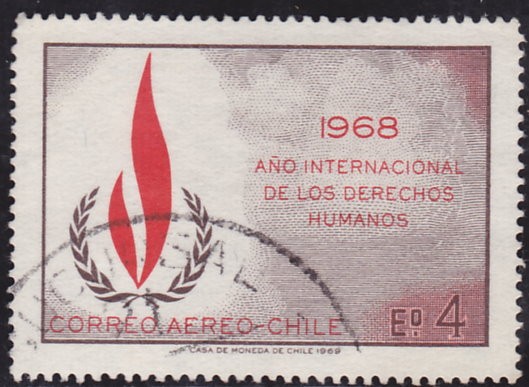 1968
AÑO INTERNACIONAL
DE LOS DERECHOS
HUMANOS
CORREO AEREO-CHILE
Eº 4
CASA DE MONEDA DE CHILE 1969